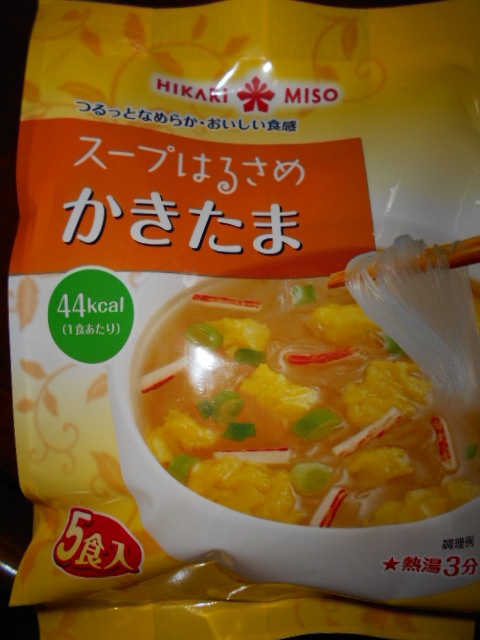 HIKARI MISO
つるっとなめらか・おいしい食感
スープはるさめ
かきたま
44kcal
(1食あたり)
5食入
調理例
★熱湯3分